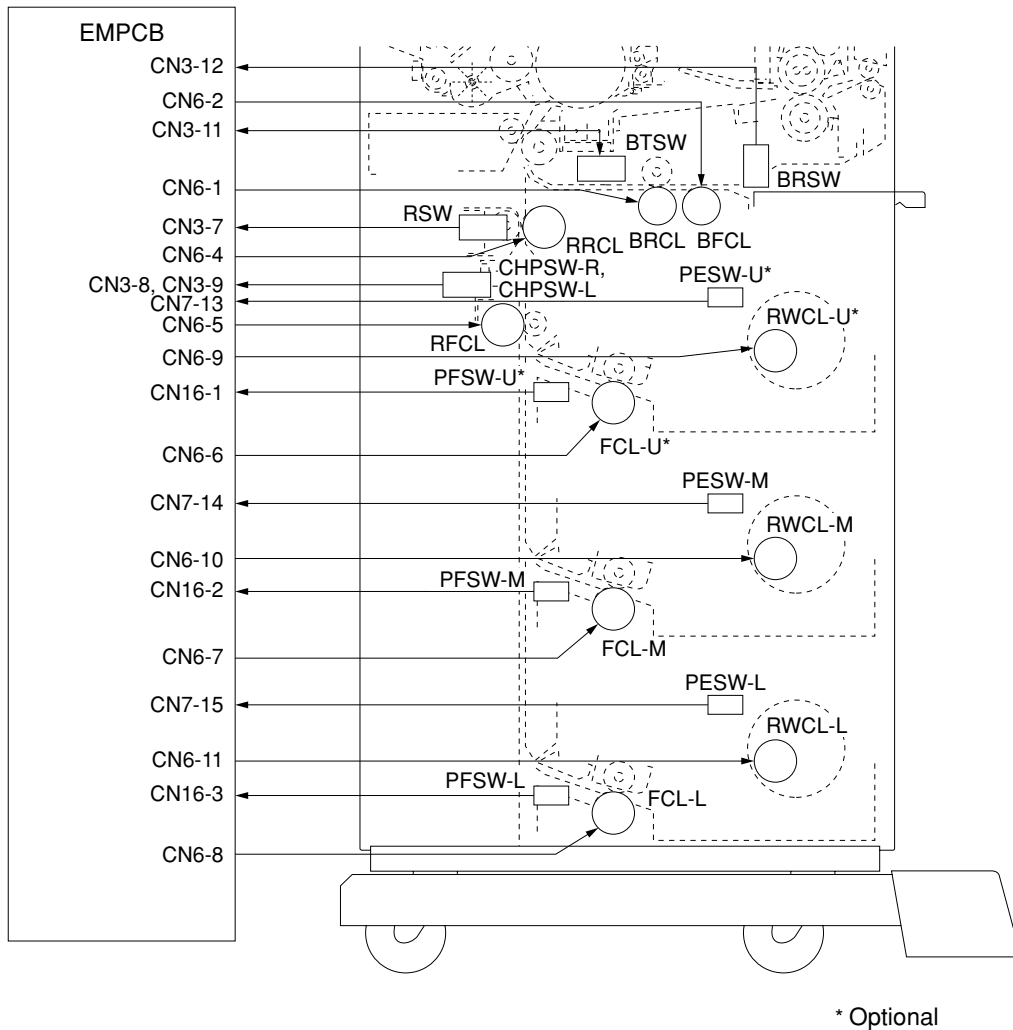 EMPCB
CN3-12
CN6-2
CN3-11
BTSW
CN6-1
BRSW
RSW
CN3-7
RRCL
BRCL
BFCL
CN6-4
CHPSW-R,
CHPSW-L
PESW-U*
CN3-8, CN3-9
CN7-13
RWCL-U*
CN6-5
RFCL
CN6-9
PFSW-U*
CN16-1
FCL-U*
CN6-6
PESW-M
CN7-14
RWCL-M
CN6-10
PFSW-M
CN16-2
FCL-M
CN6-7
PESW-L
CN7-15
RWCL-L
CN6-11
PFSW-L
CN16-3
FCL-L
CN6-8
* Optional